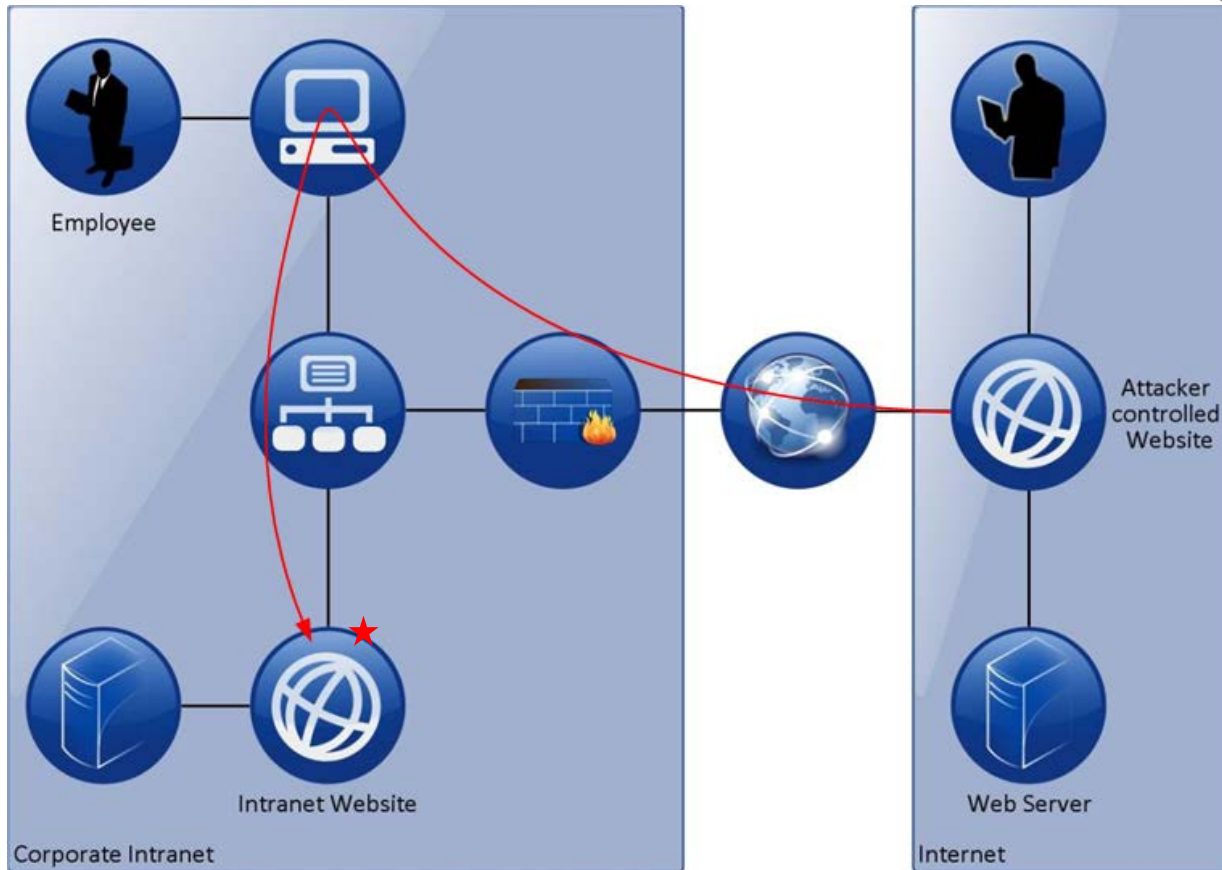 Employee
Attacker
controlled
Website
Intranet Website
Web Server
Corporate Intranet
Internet